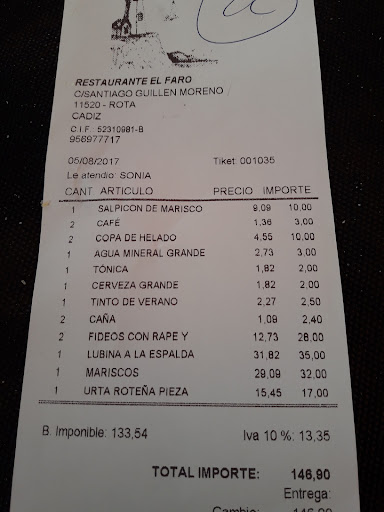 RESTAURANTE EL FARO
C/SANTIAGO GUILLEN MORENO
11520 - ROTA
CADIZ
C.I.F.: 52310981-B
956977717
05/08/2017 Tiket: 001035
Le atendio: SONIA
CANT ARTICULO PRECIO IMPORTE
1 SALPICON DE MARISCO 9,09 10,00
2 CAFÉ 1,36 3,00
2 COPA DE HELADO 4,55 10,00
1 AGUA MINERAL GRANDE 2,73 3,00
1 TÓNICA 1,82 2,00
1 CERVEZA GRANDE 1,82 2,00
1 TINTO DE VERANO 2,27 2,50
2 CAÑA 1,09 2,40
2 FIDEOS CON RAPE Y 12,73 28,00
1 LUBINA A LA ESPALDA 31,82 35,00
1 MARISCOS 29,09 32,00
1 URTA ROTEÑA PIEZA 15,45 17,00
B. Imponible: 133,54 Iva 10 %: 13,35
TOTAL IMPORTE: 146,90
Entrega:
Cambio: 146,90